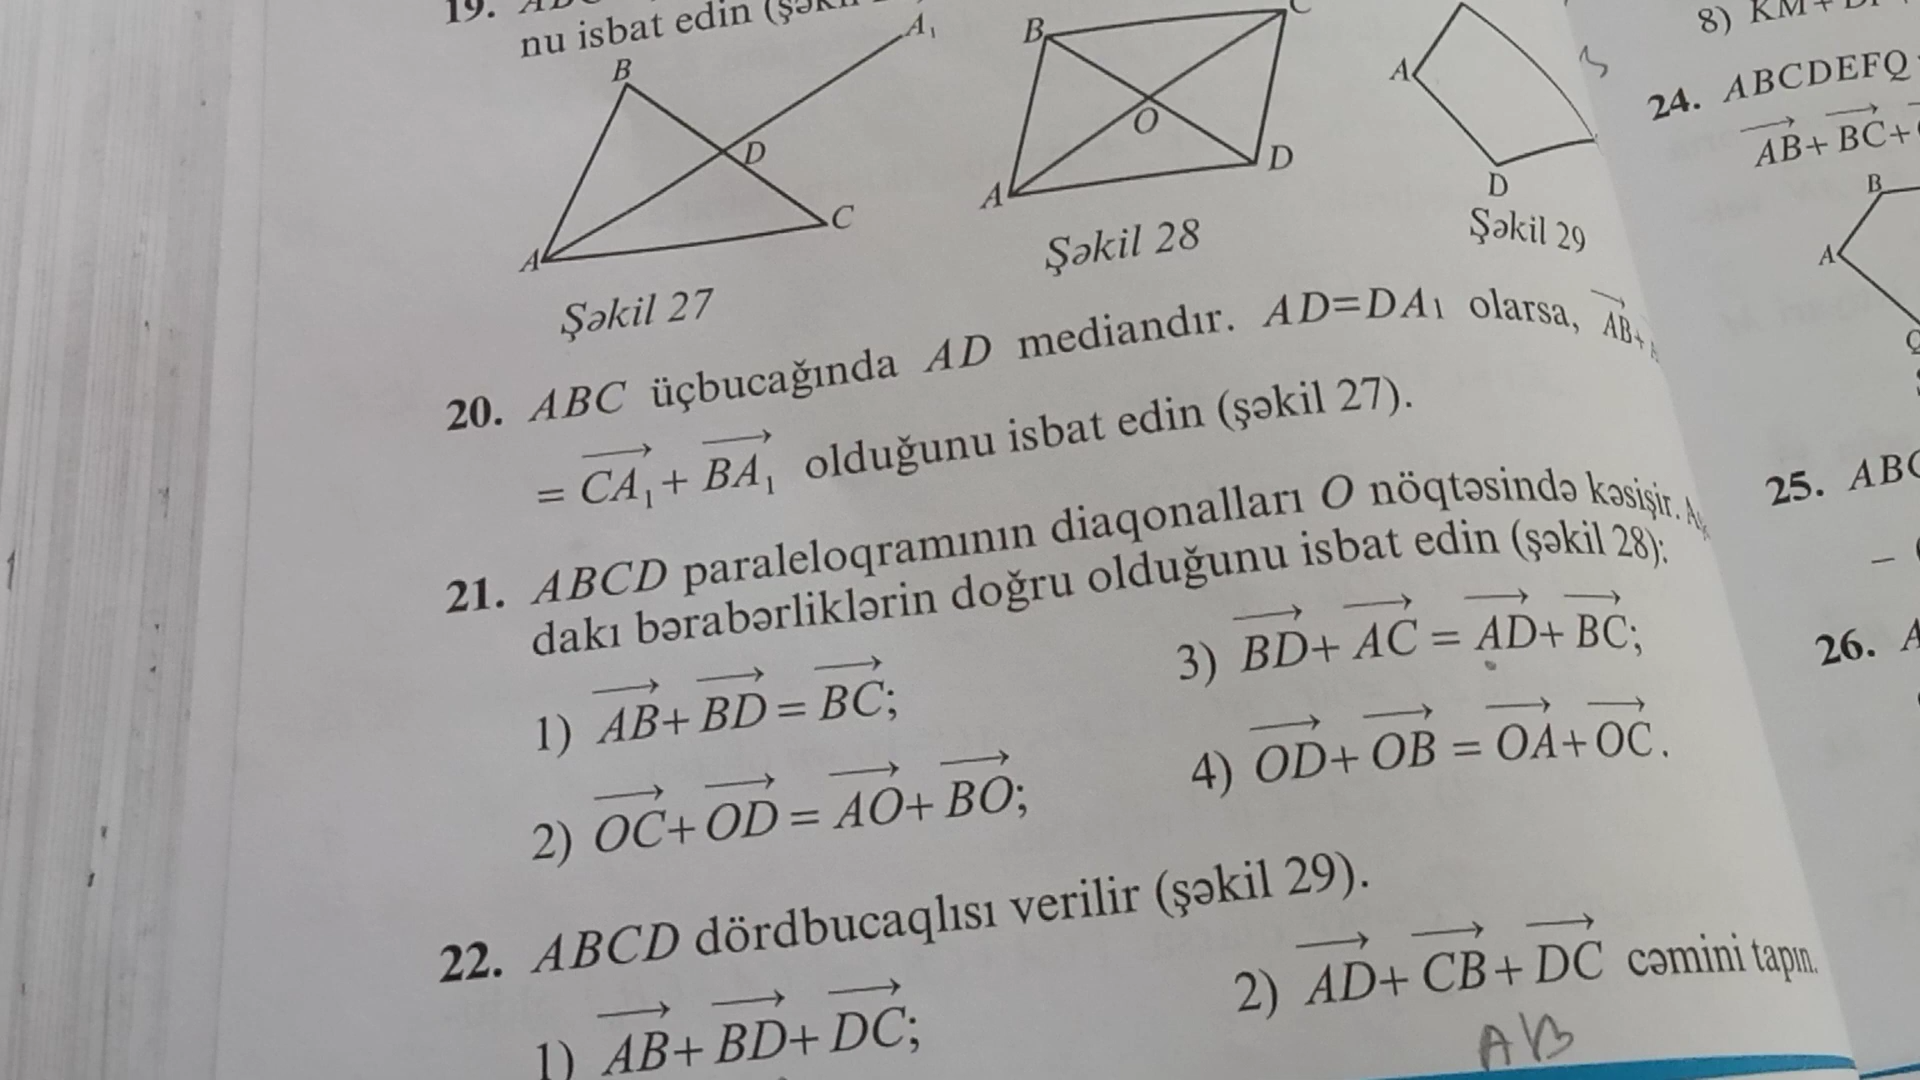 19.
nu isbat edin
B
A₁
D
C
A
Şəkil 27
B
C
O
A
D
Şəkil 28
A
D
Şəkil 29
20. ABC üçbucağında AD mediandır. AD=DA₁ olarsa, AB+
= CA₁ + BA₁ olduğunu isbat edin (şəkil 27).
21. ABCD paraleloqramının diaqonalları O nöqtəsində kəsişir.
dakı bərabərliklərin doğru olduğunu isbat edin (şəkil 28):
1) AB+ BD = BC;
2) OC+ OD = AO+ BO;
3) BD+ AC = AD+ BC;
4) OD+ OB = OA+OC.
22. ABCD dördbucaqlısı verilir (şəkil 29).
1) AB+ BD+ DC;
2) AD+ CB+ DC cəmini tapın.
AB
8) KM+
24. ABCDEFQ
AB+ BC+
B
A
25. ABC
–
26. A